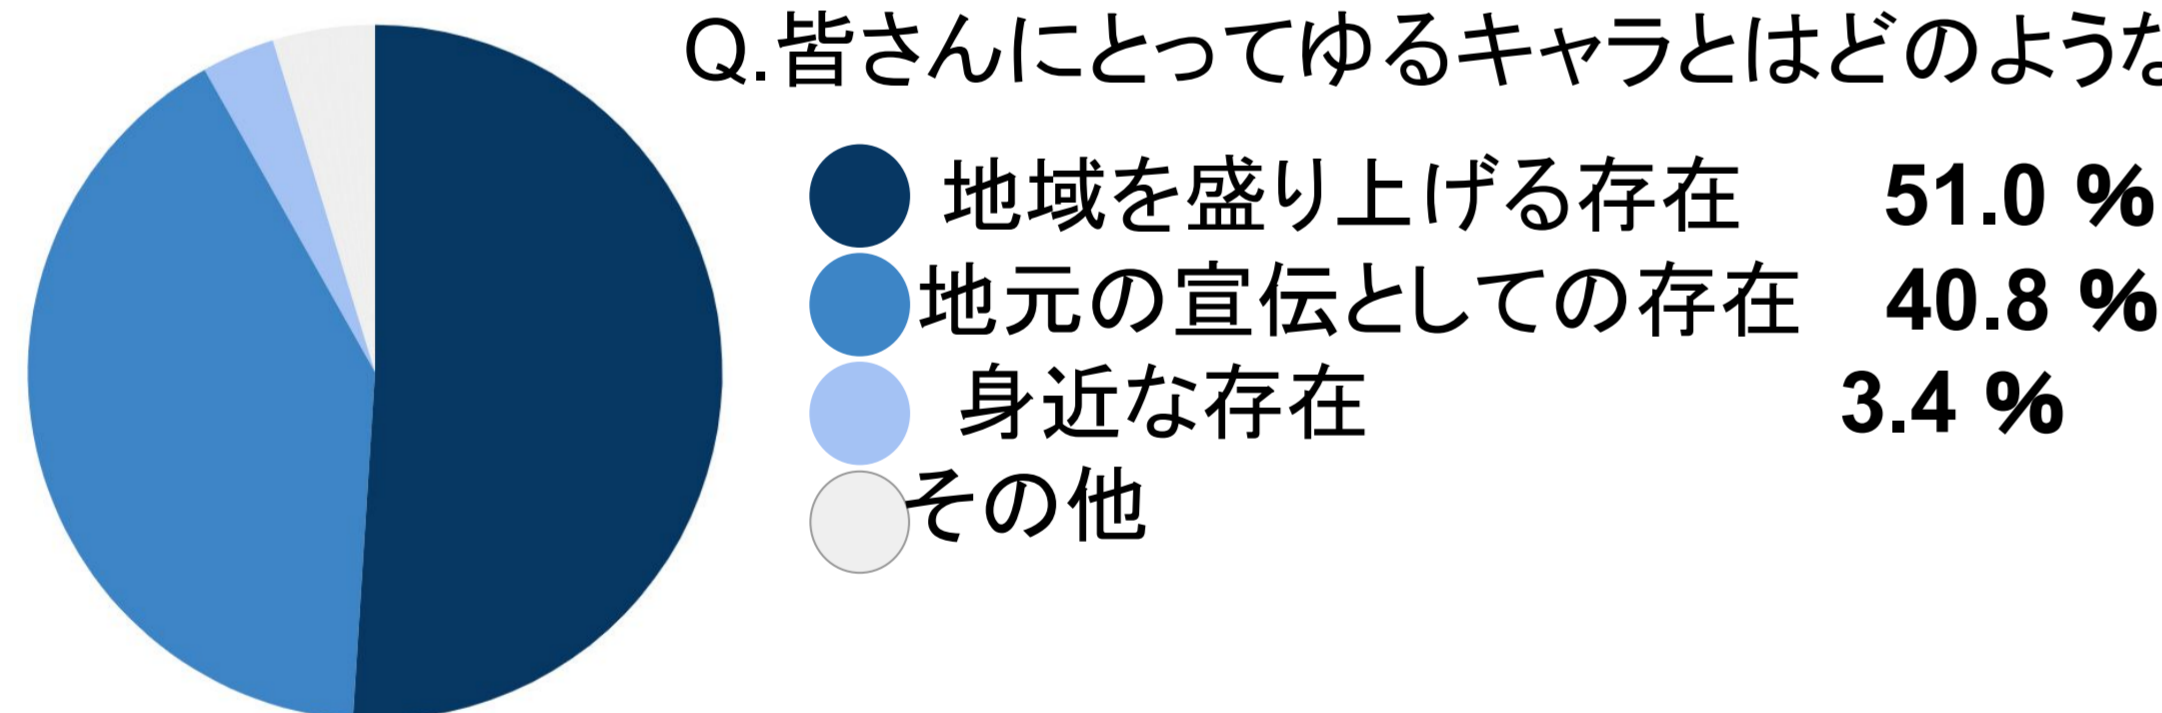 Q.皆さんにとってゆるキャラとはどのような
地域を盛り上げる存在 51.0 %
地元の宣伝としての存在 40.8 %
身近な存在 3.4 %
その他